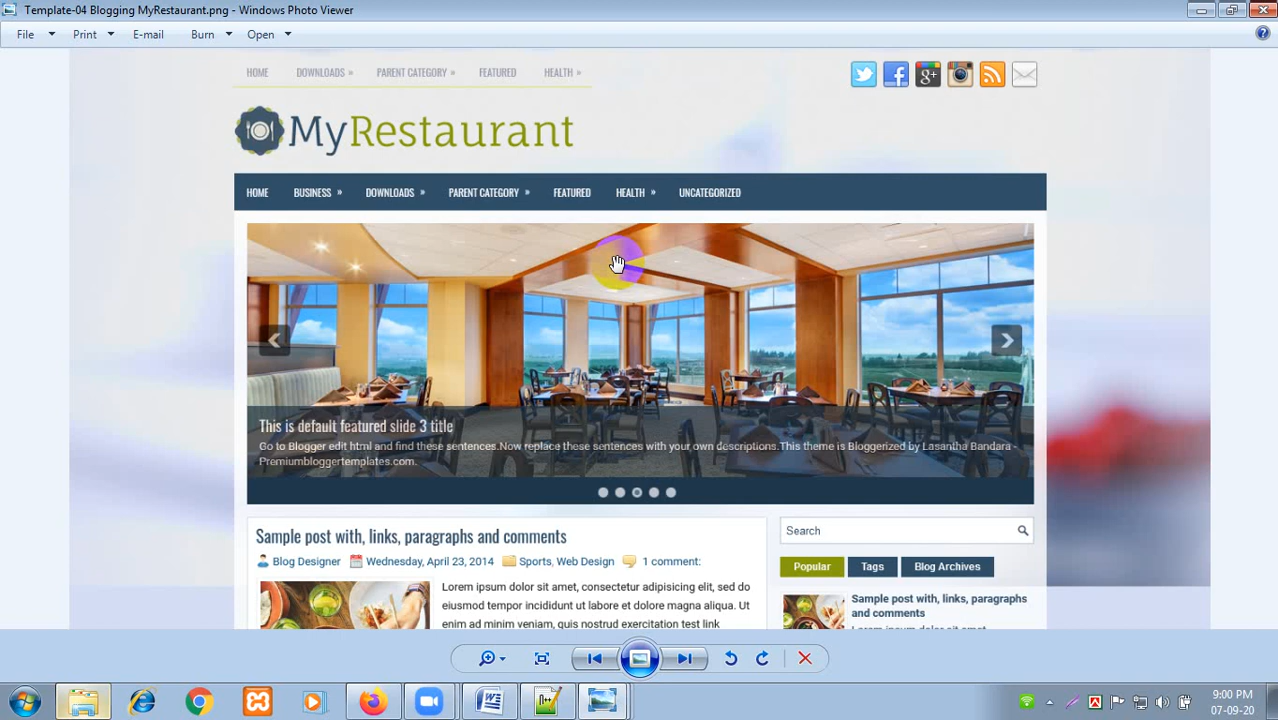 Template-04 Blogging MyRestaurant.png - Windows Photo Viewer
File Print E-mail Burn Open
HOME DOWNLOADS » PARENT CATEGORY » FEATURED HEALTH »
MyRestaurant
HOME BUSINESS » DOWNLOADS » PARENT CATEGORY » FEATURED HEALTH » UNCATEGORIZED
This is default featured slide 3 title
Go to Blogger edit html and find these sentences.Now replace these sentences with your own descriptions.This theme is Bloggerized by Lasantha Bandara -
Premiumbloggertemplates.com.
Sample post with, links, paragraphs and comments
Blog Designer Wednesday, April 23, 2014 Sports, Web Design 1 comment:
Lorem ipsum dolor sit amet, consectetur adipisicing elit, sed do
eiusmod tempor incididunt ut labore et dolore magna aliqua. Ut
enim ad minim veniam, quis nostrud exercitation test link
Search
Popular Tags Blog Archives
Sample post with, links, paragraphs
and comments
Lorem ipsum dolor sit amet,
9:00 PM
07-09-20